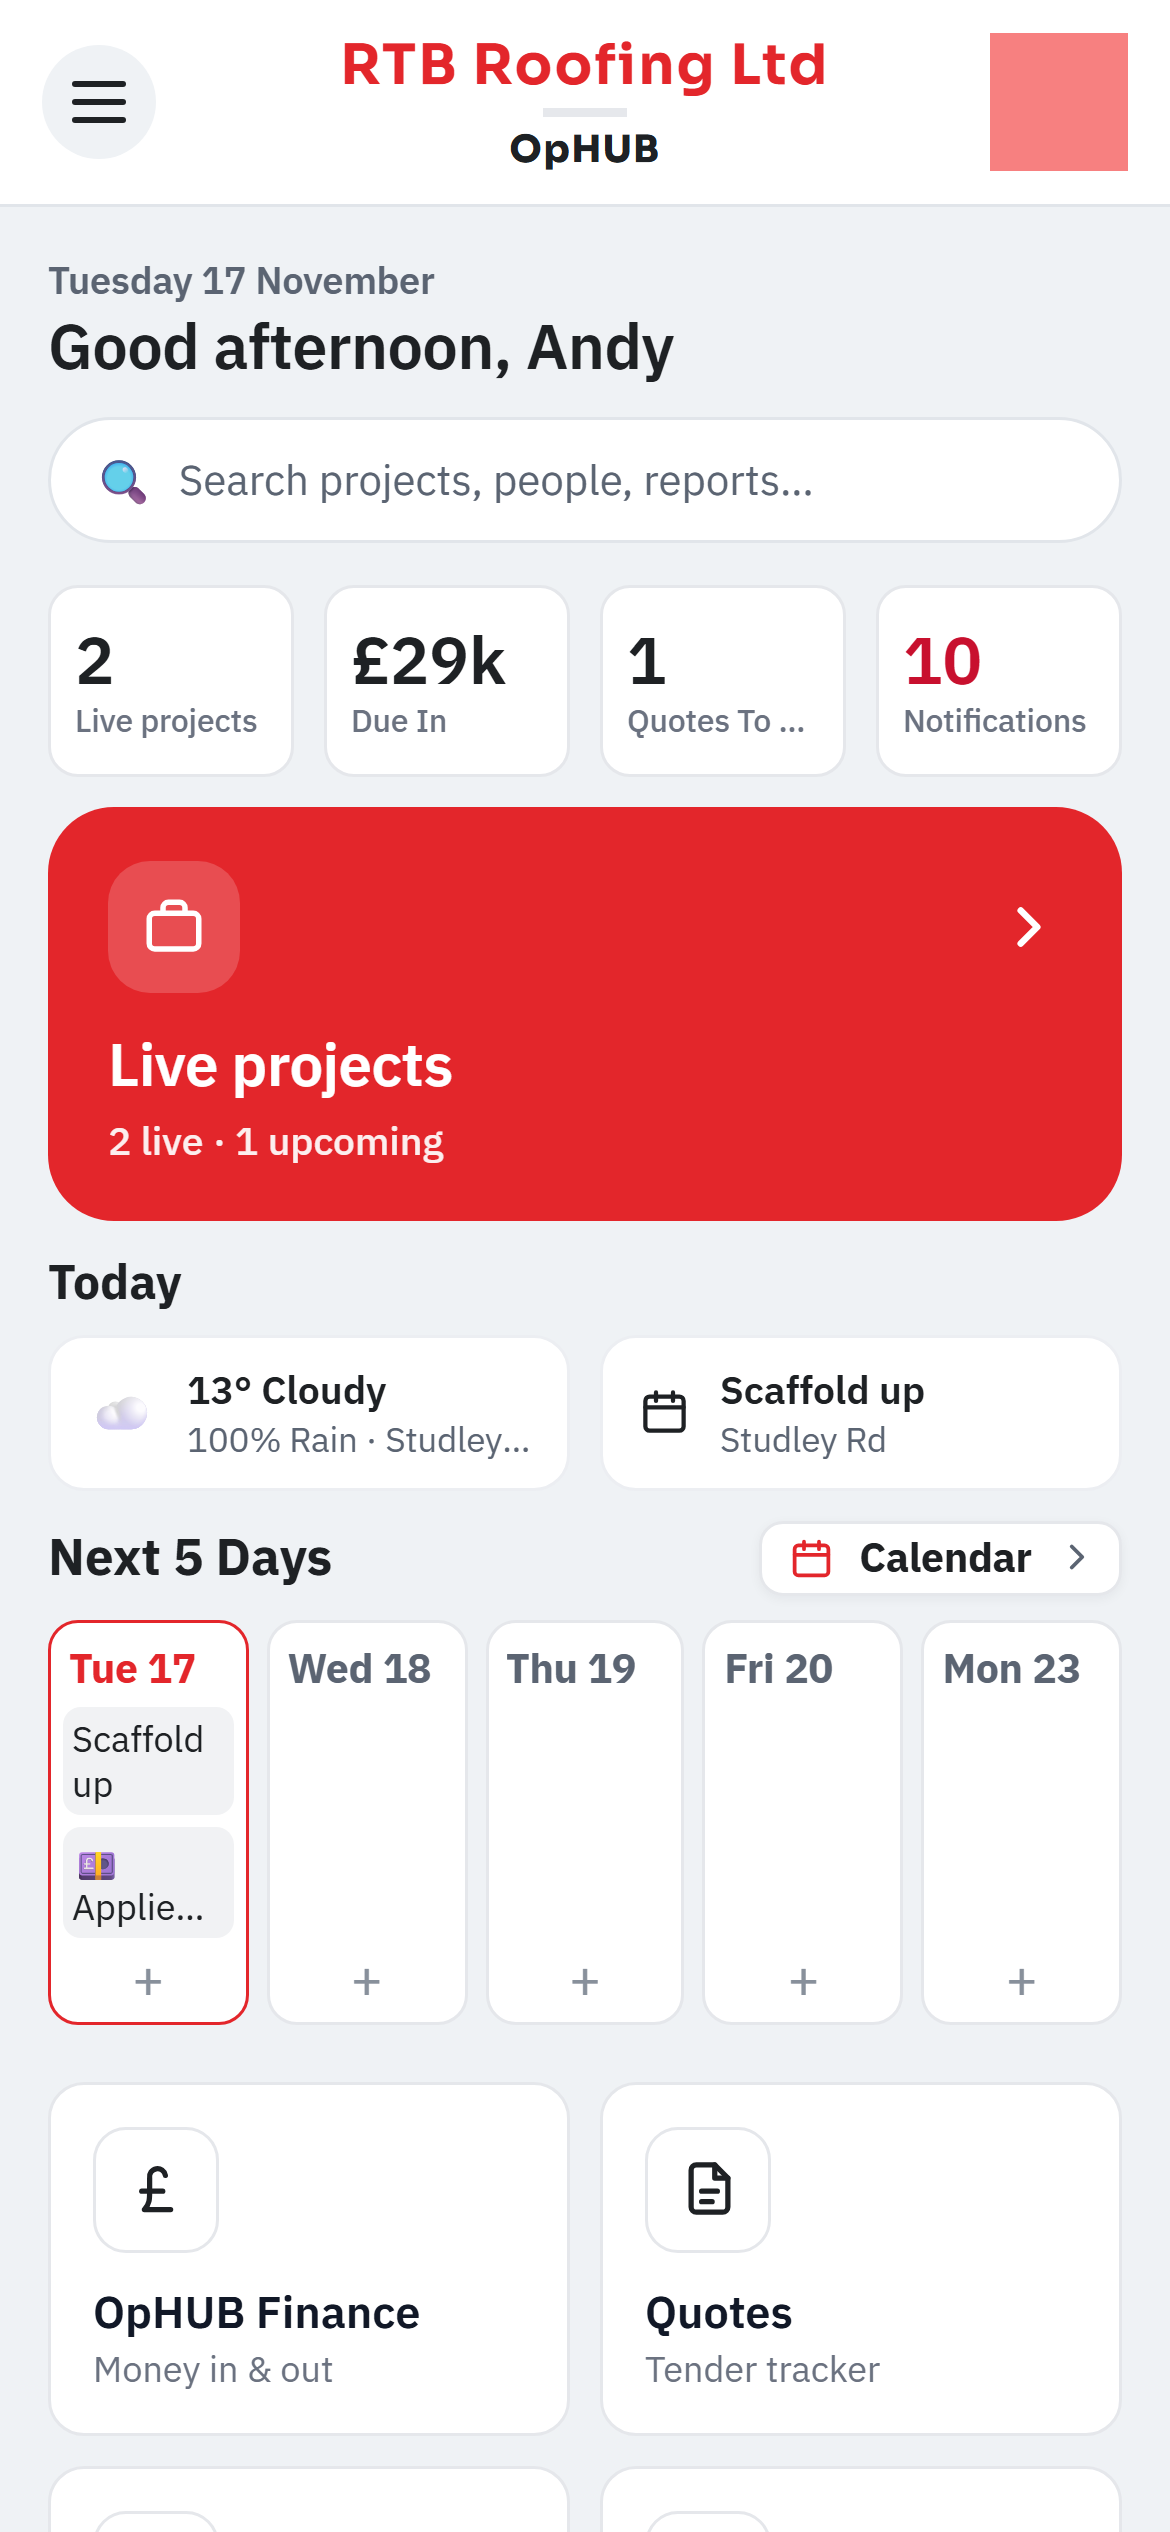 RTB Roofing Ltd
OpHUB
Tuesday 17 November
Good afternoon, Andy
Search projects, people, reports...
2
Live projects
£29k
Due In
1
Quotes To ...
10
Notifications
Live projects
2 live · 1 upcoming
Today
13° Cloudy
100% Rain · Studley...
Scaffold up
Studley Rd
Next 5 Days
Calendar
Tue 17
Scaffold
up
Applie...
+
Wed 18
+
Thu 19
+
Fri 20
+
Mon 23
+
£
OpHUB Finance
Money in & out
Quotes
Tender tracker